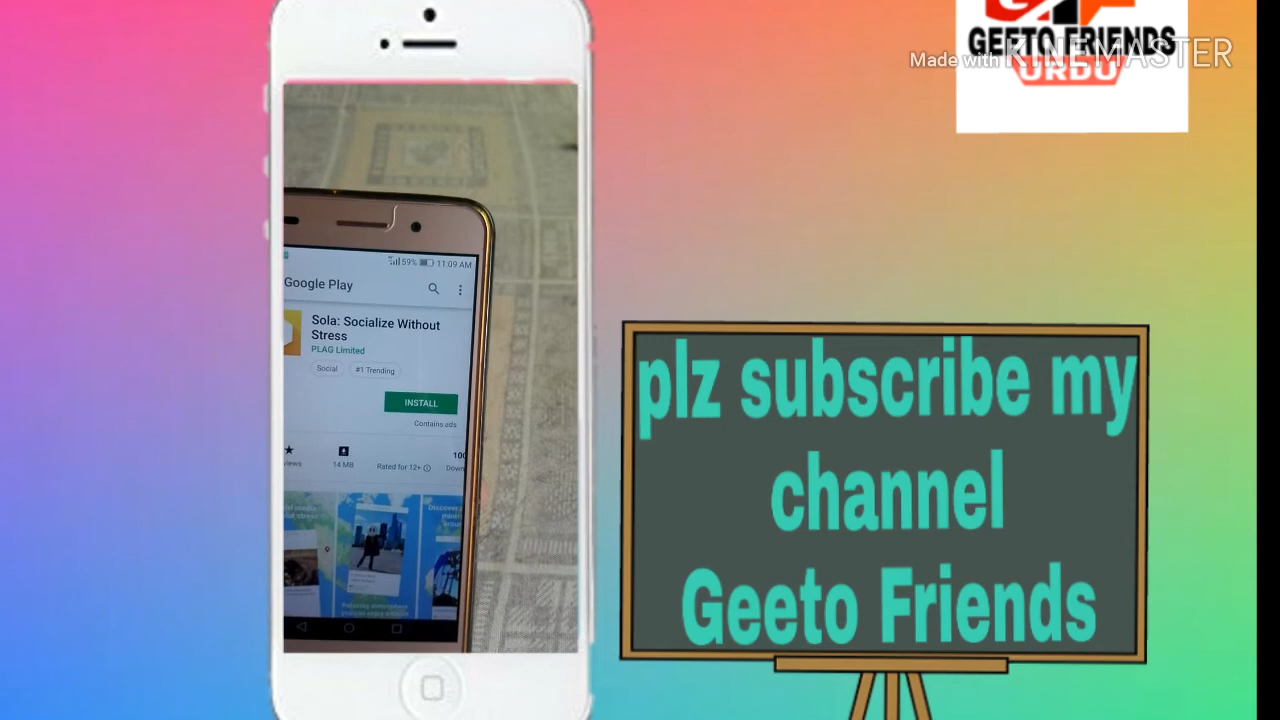 GEETO FRIENDS
URDU
Made with KINEMASTER
59% 11:09 AM
Google Play
Sola: Socialize Without
Stress
PLAG Limited
Social #1 Trending
INSTALL
Contains ads
14 MB Rated for 12+
plz subscribe my
channel
Geeto Friends